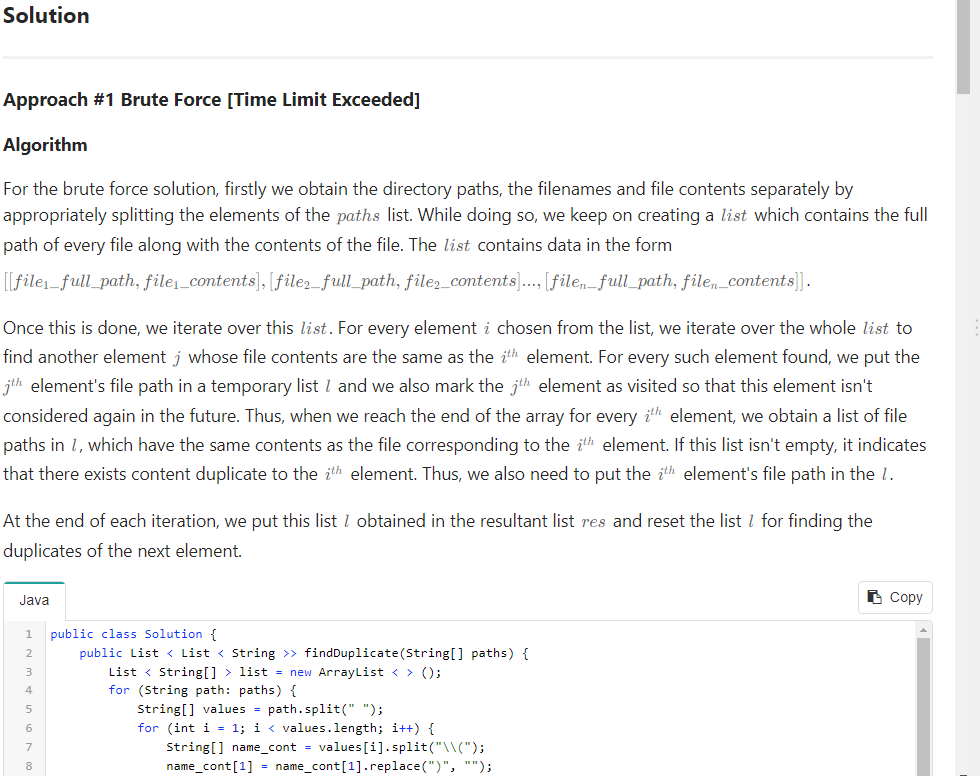 Solution
Approach #1 Brute Force [Time Limit Exceeded]
Algorithm
For the brute force solution, firstly we obtain the directory paths, the filenames and file contents separately by
appropriately splitting the elements of the paths list. While doing so, we keep on creating a list which contains the full
path of every file along with the contents of the file. The list contains data in the form
[[file₁_full_path, file₁_contents], [file₂_full_path, file₂_contents]..., [fileₙ_full_path, fileₙ_contents]].
Once this is done, we iterate over this list. For every element i chosen from the list, we iterate over the whole list to
find another element j whose file contents are the same as the iᵗʰ element. For every such element found, we put the
jᵗʰ element's file path in a temporary list l and we also mark the jᵗʰ element as visited so that this element isn't
considered again in the future. Thus, when we reach the end of the array for every iᵗʰ element, we obtain a list of file
paths in l, which have the same contents as the file corresponding to the iᵗʰ element. If this list isn't empty, it indicates
that there exists content duplicate to the iᵗʰ element. Thus, we also need to put the iᵗʰ element's file path in the l.
At the end of each iteration, we put this list l obtained in the resultant list res and reset the list l for finding the
duplicates of the next element.
Java
Copy
1 public class Solution {
2 public List < List < String >> findDuplicate(String[] paths) {
3 List < String[] > list = new ArrayList < > ();
4 for (String path: paths) {
5 String[] values = path.split(" ");
6 for (int i = 1; i < values.length; i++) {
7 String[] name_cont = values[i].split("\\(");
8 name_cont[1] = name_cont[1].replace(")", "");